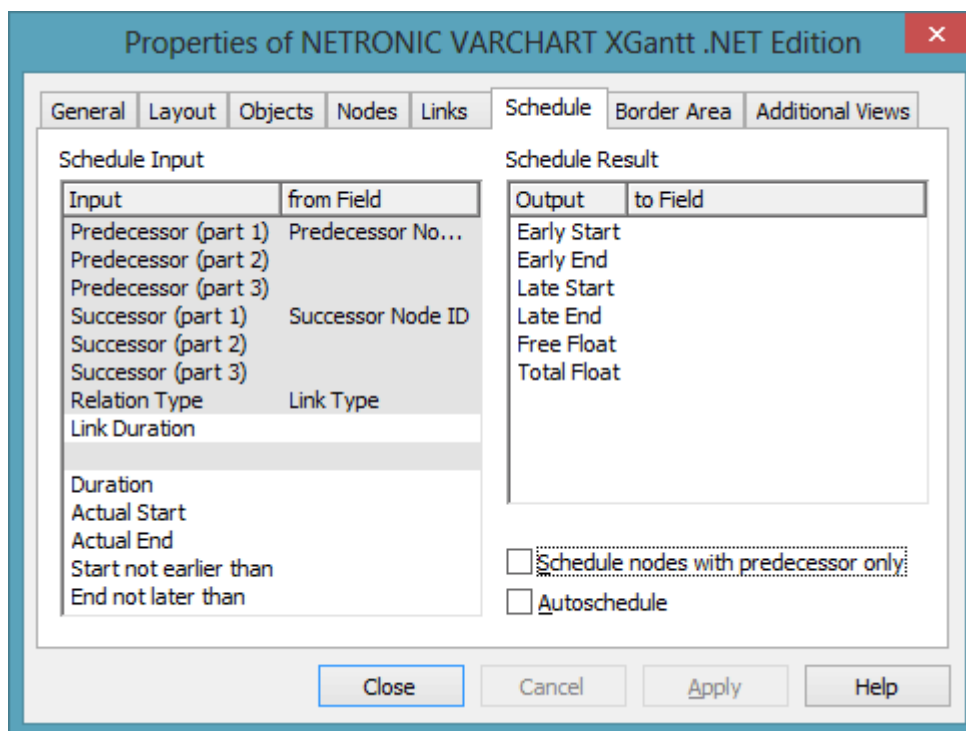 Properties of NETRONIC VARCHART XGantt .NET Edition
General Layout Objects Nodes Links Schedule Border Area Additional Views
Schedule Input
Input from Field
Predecessor (part 1) Predecessor No...
Predecessor (part 2)
Predecessor (part 3)
Successor (part 1) Successor Node ID
Successor (part 2)
Successor (part 3)
Relation Type Link Type
Link Duration
Duration
Actual Start
Actual End
Start not earlier than
End not later than
Schedule Result
Output to Field
Early Start
Early End
Late Start
Late End
Free Float
Total Float
Schedule nodes with predecessor only
Autoschedule
Close Cancel Apply Help